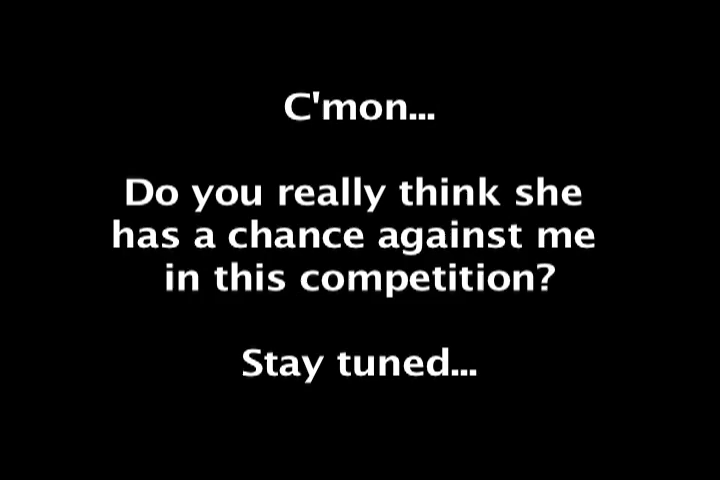 C'mon...
Do you really think she
has a chance against me
in this competition?
Stay tuned...